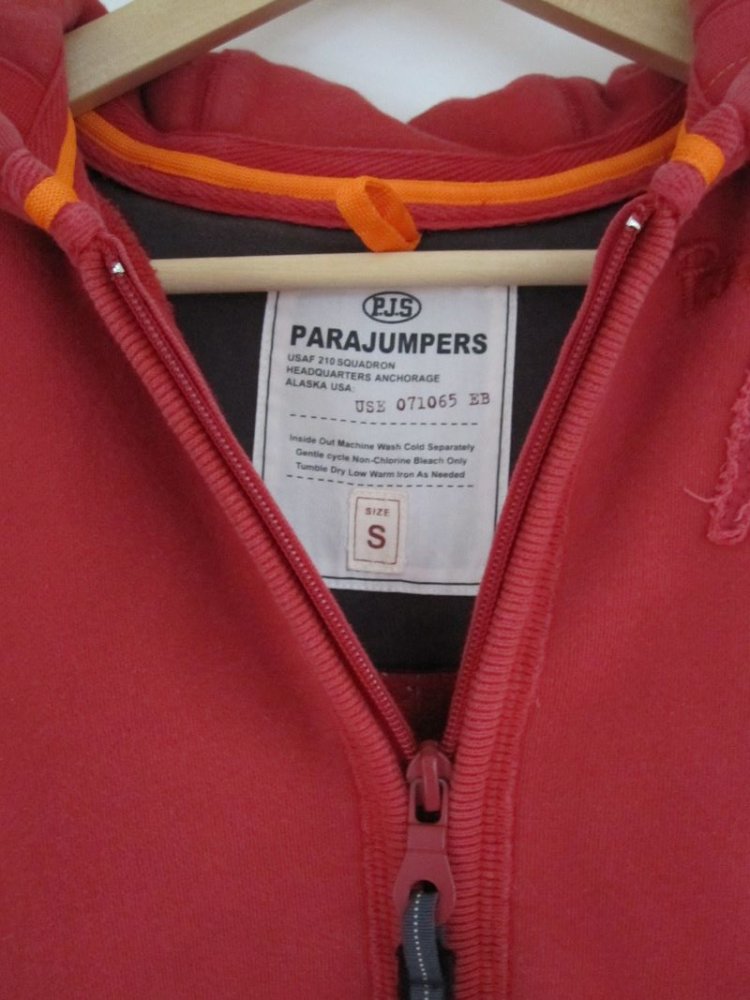 P.J.S
PARAJUMPERS
USAF 210 SQUADRON
HEADQUARTERS ANCHORAGE
ALASKA USA:
USE 071065 EB
Inside Out Machine Wash Cold Separately
Gentle cycle Non-Chlorine Bleach Only
Tumble Dry Low Warm Iron As Needed
SIZE
S